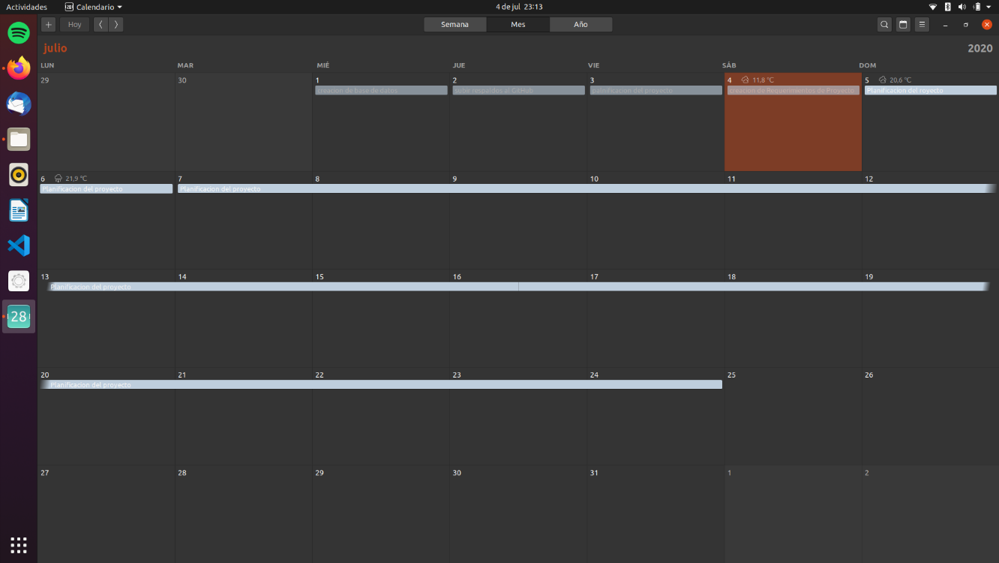 Actividades Calendario 4 de jul 23:13
Hoy Semana Mes Año
julio 2020
LUN MAR MIÉ JUE VIE SÁB DOM
29 30 1 2 3 4 11,8 °C 5 20,6 °C
creacion de base de datos subir respaldos al GitHub palnificacion del proyecto creacion de Requerimientos de Proyecto Planificacion del royecto
6 21,9 °C 7 8 9 10 11 12
Planificacion del proyecto Planificacion del proyecto
13 14 15 16 17 18 19
Planificacion del proyecto
20 21 22 23 24 25 26
Planificacion del proyecto
28
27 28 29 30 31 1 2